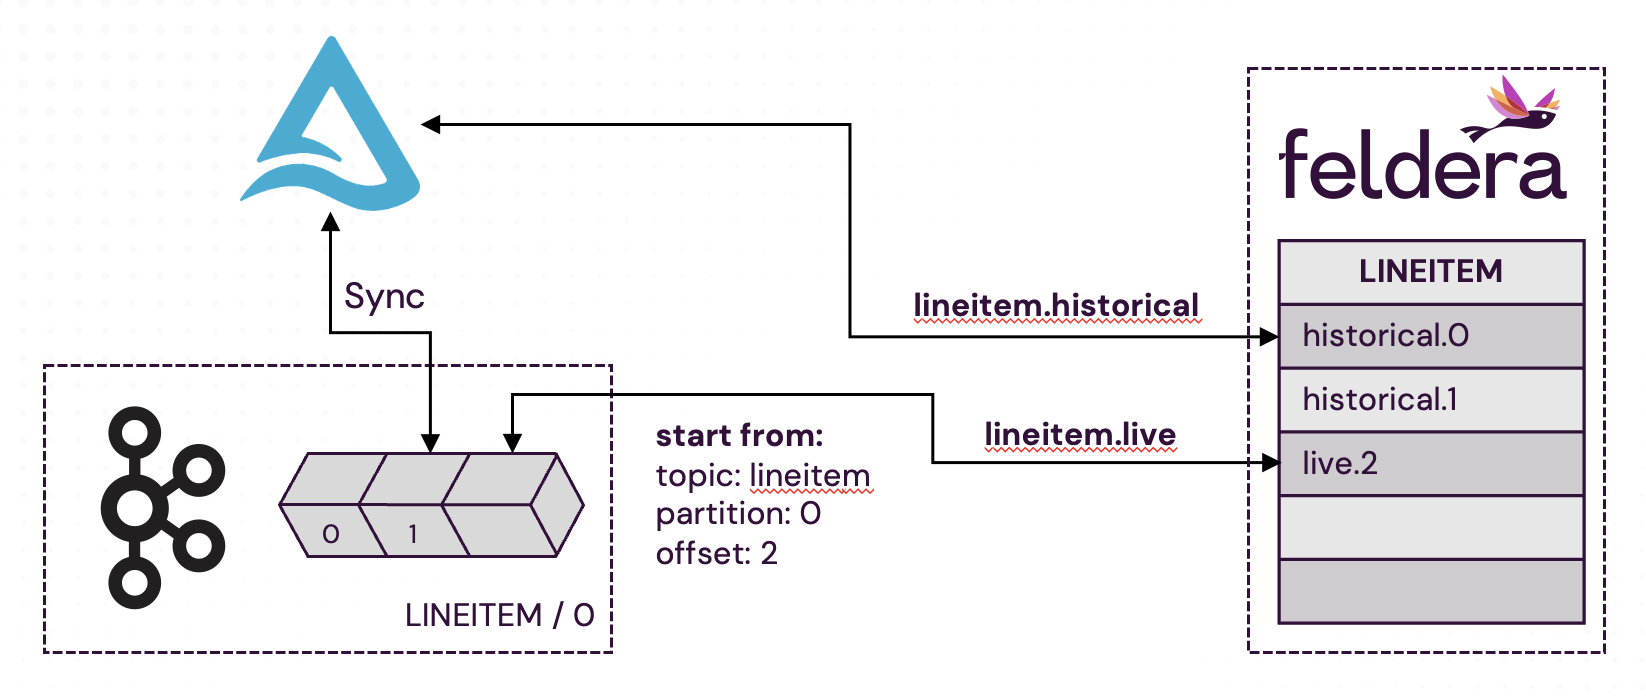 feldera
LINEITEM
lineitem.historical
historical.0
Sync
historical.1
lineitem.live
live.2
start from:
topic: lineitem
partition: 0
offset: 2
0
1
LINEITEM / 0